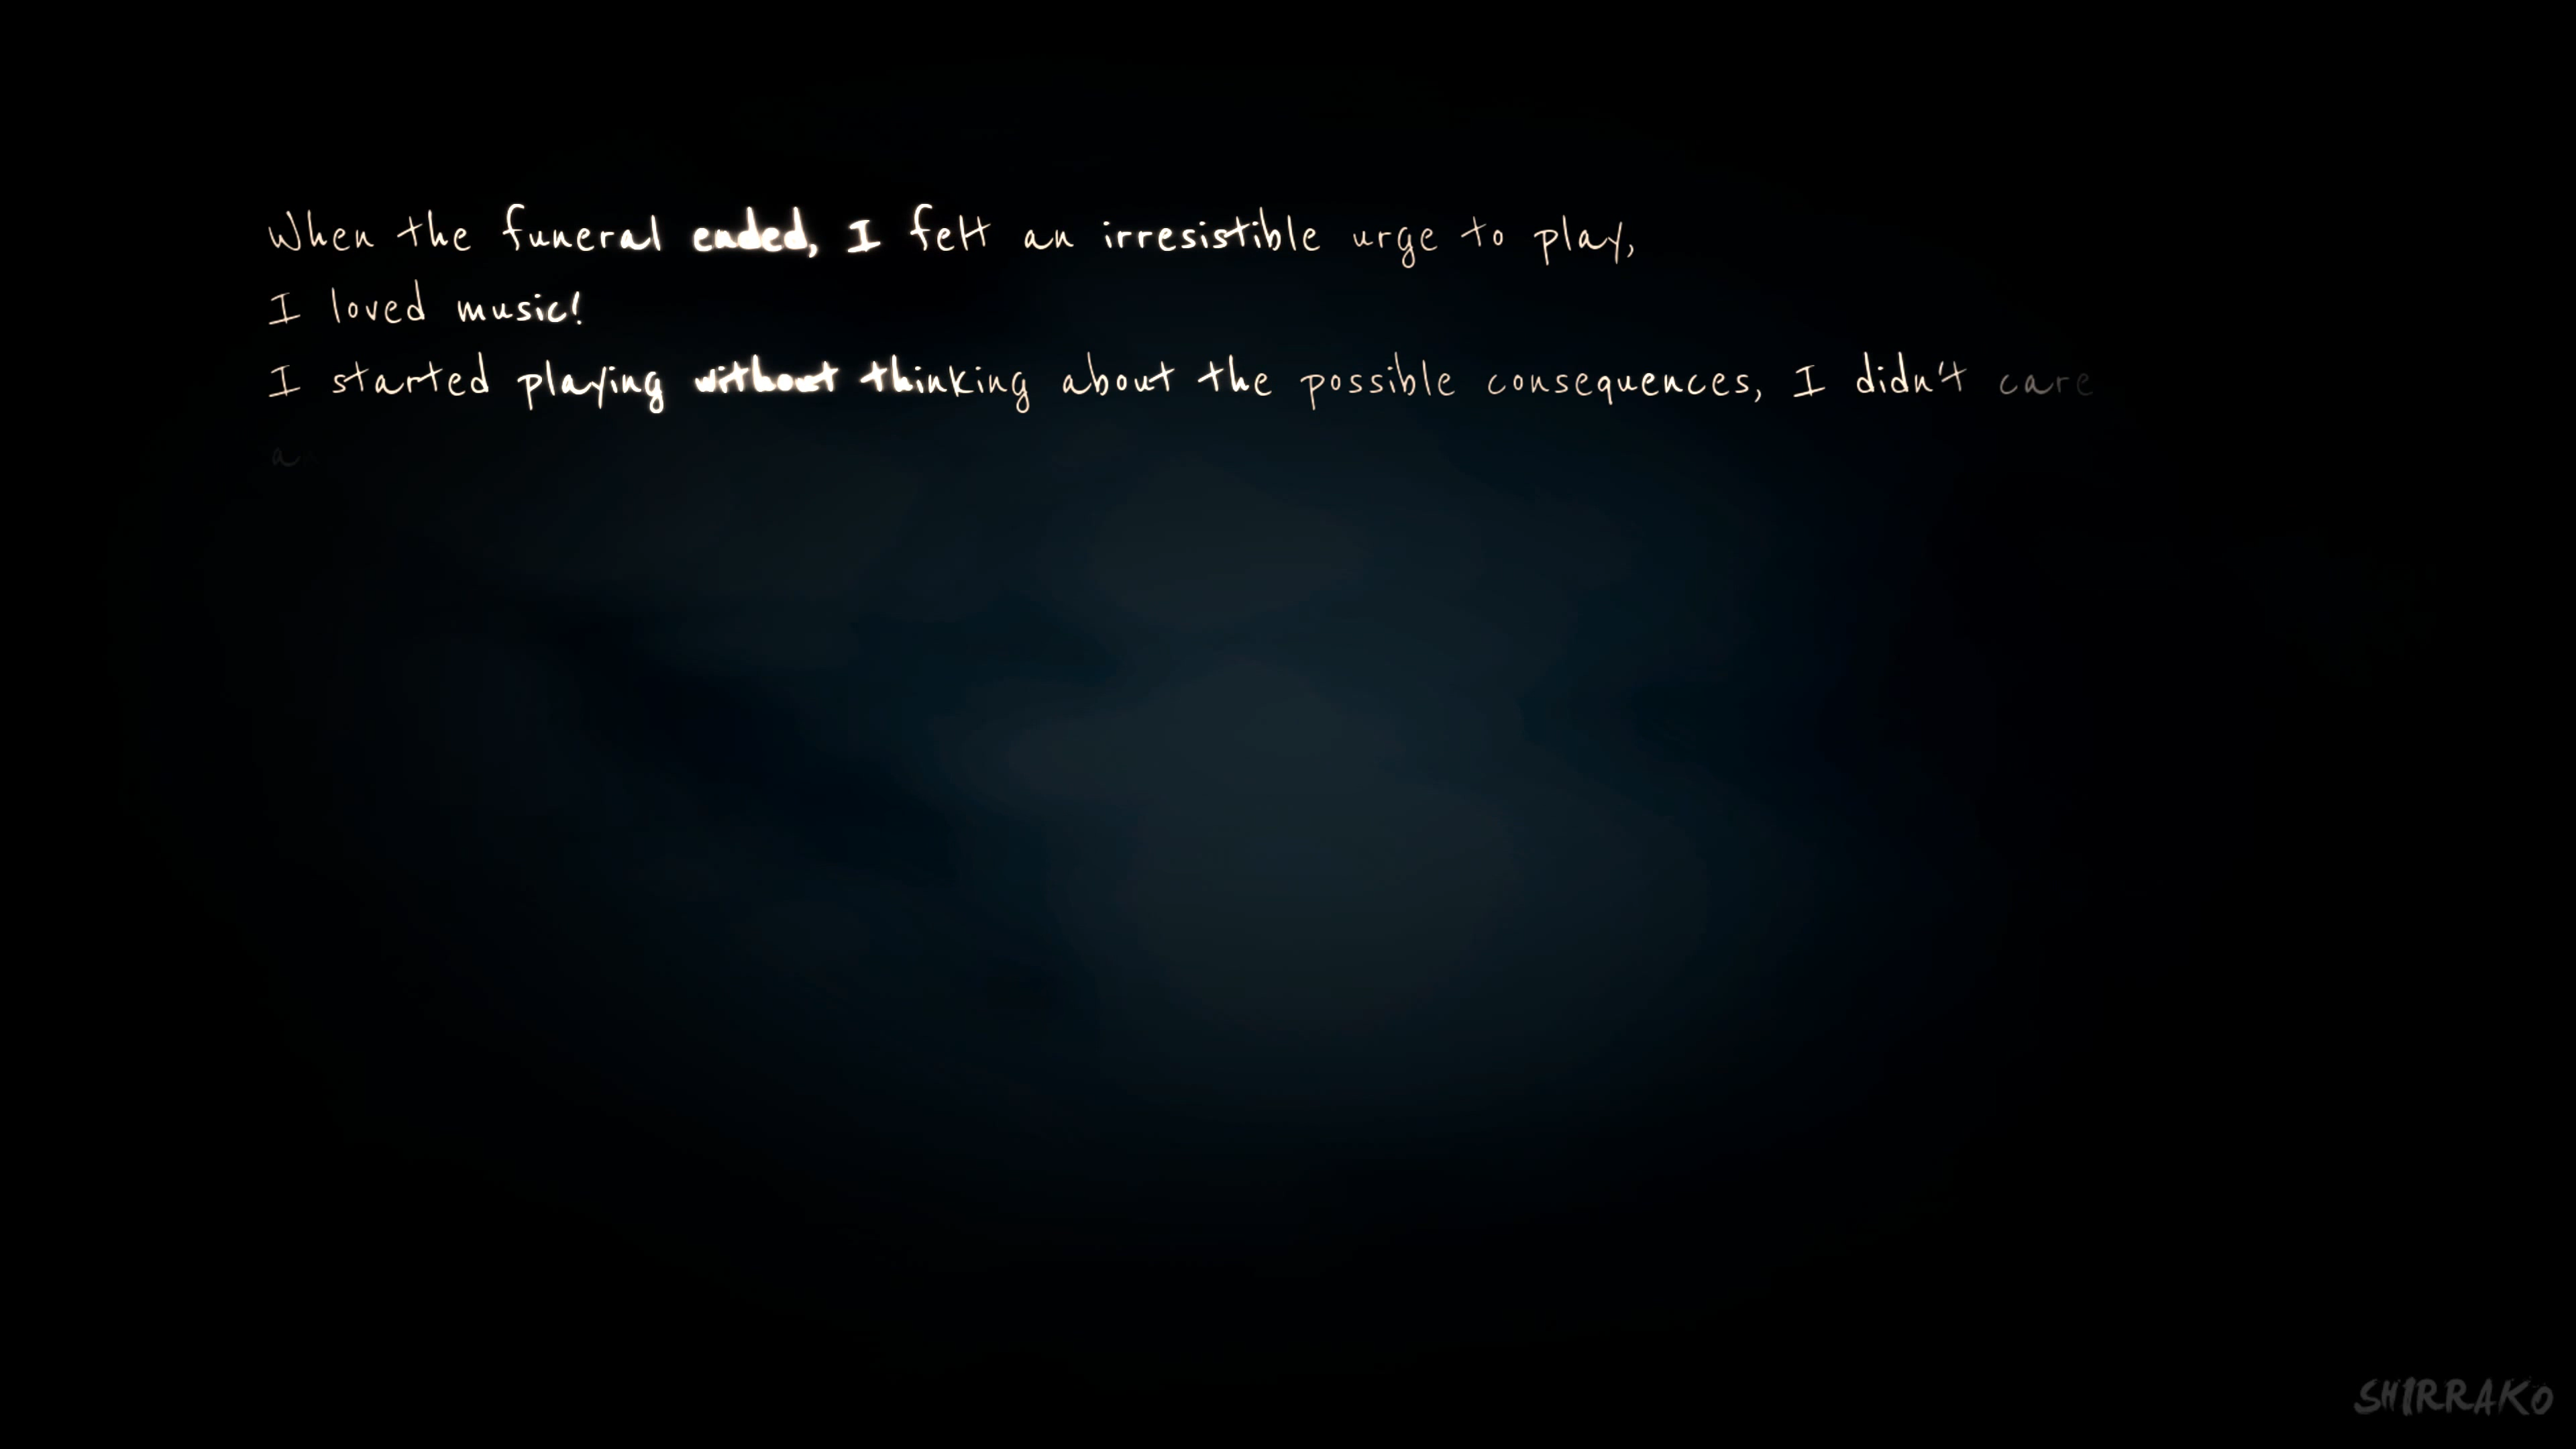 When the funeral ended, I felt an irresistible urge to play,
I loved music!
I started playing without thinking about the possible consequences, I didn't care
a
SHIRRAKO